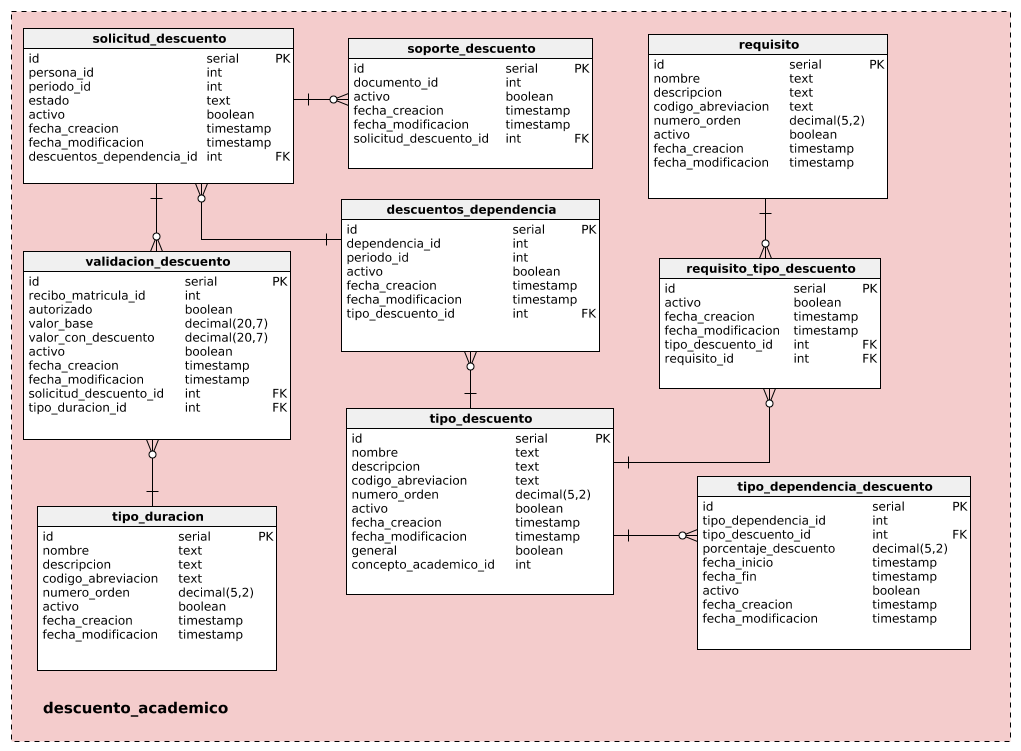 solicitud_descuento
id serial PK
persona_id int
periodo_id int
estado text
activo boolean
fecha_creacion timestamp
fecha_modificacion timestamp
descuentos_dependencia_id int FK
soporte_descuento
id serial PK
documento_id int
activo boolean
fecha_creacion timestamp
fecha_modificacion timestamp
solicitud_descuento_id int FK
requisito
id serial PK
nombre text
descripcion text
codigo_abreviacion text
numero_orden decimal(5,2)
activo boolean
fecha_creacion timestamp
fecha_modificacion timestamp
descuentos_dependencia
id serial PK
dependencia_id int
periodo_id int
activo boolean
fecha_creacion timestamp
fecha_modificacion timestamp
tipo_descuento_id int FK
validacion_descuento
id serial PK
recibo_matricula_id int
autorizado boolean
valor_base decimal(20,7)
valor_con_descuento decimal(20,7)
activo boolean
fecha_creacion timestamp
fecha_modificacion timestamp
solicitud_descuento_id int FK
tipo_duracion_id int FK
requisito_tipo_descuento
id serial PK
activo boolean
fecha_creacion timestamp
fecha_modificacion timestamp
tipo_descuento_id int FK
requisito_id int FK
tipo_descuento
id serial PK
nombre text
descripcion text
codigo_abreviacion text
numero_orden decimal(5,2)
activo boolean
fecha_creacion timestamp
fecha_modificacion timestamp
general boolean
concepto_academico_id int
tipo_dependencia_descuento
id serial PK
tipo_dependencia_id int
tipo_descuento_id int FK
porcentaje_descuento decimal(5,2)
fecha_inicio timestamp
fecha_fin timestamp
activo boolean
fecha_creacion timestamp
fecha_modificacion timestamp
tipo_duracion
id serial PK
nombre text
descripcion text
codigo_abreviacion text
numero_orden decimal(5,2)
activo boolean
fecha_creacion timestamp
fecha_modificacion timestamp
descuento_academico